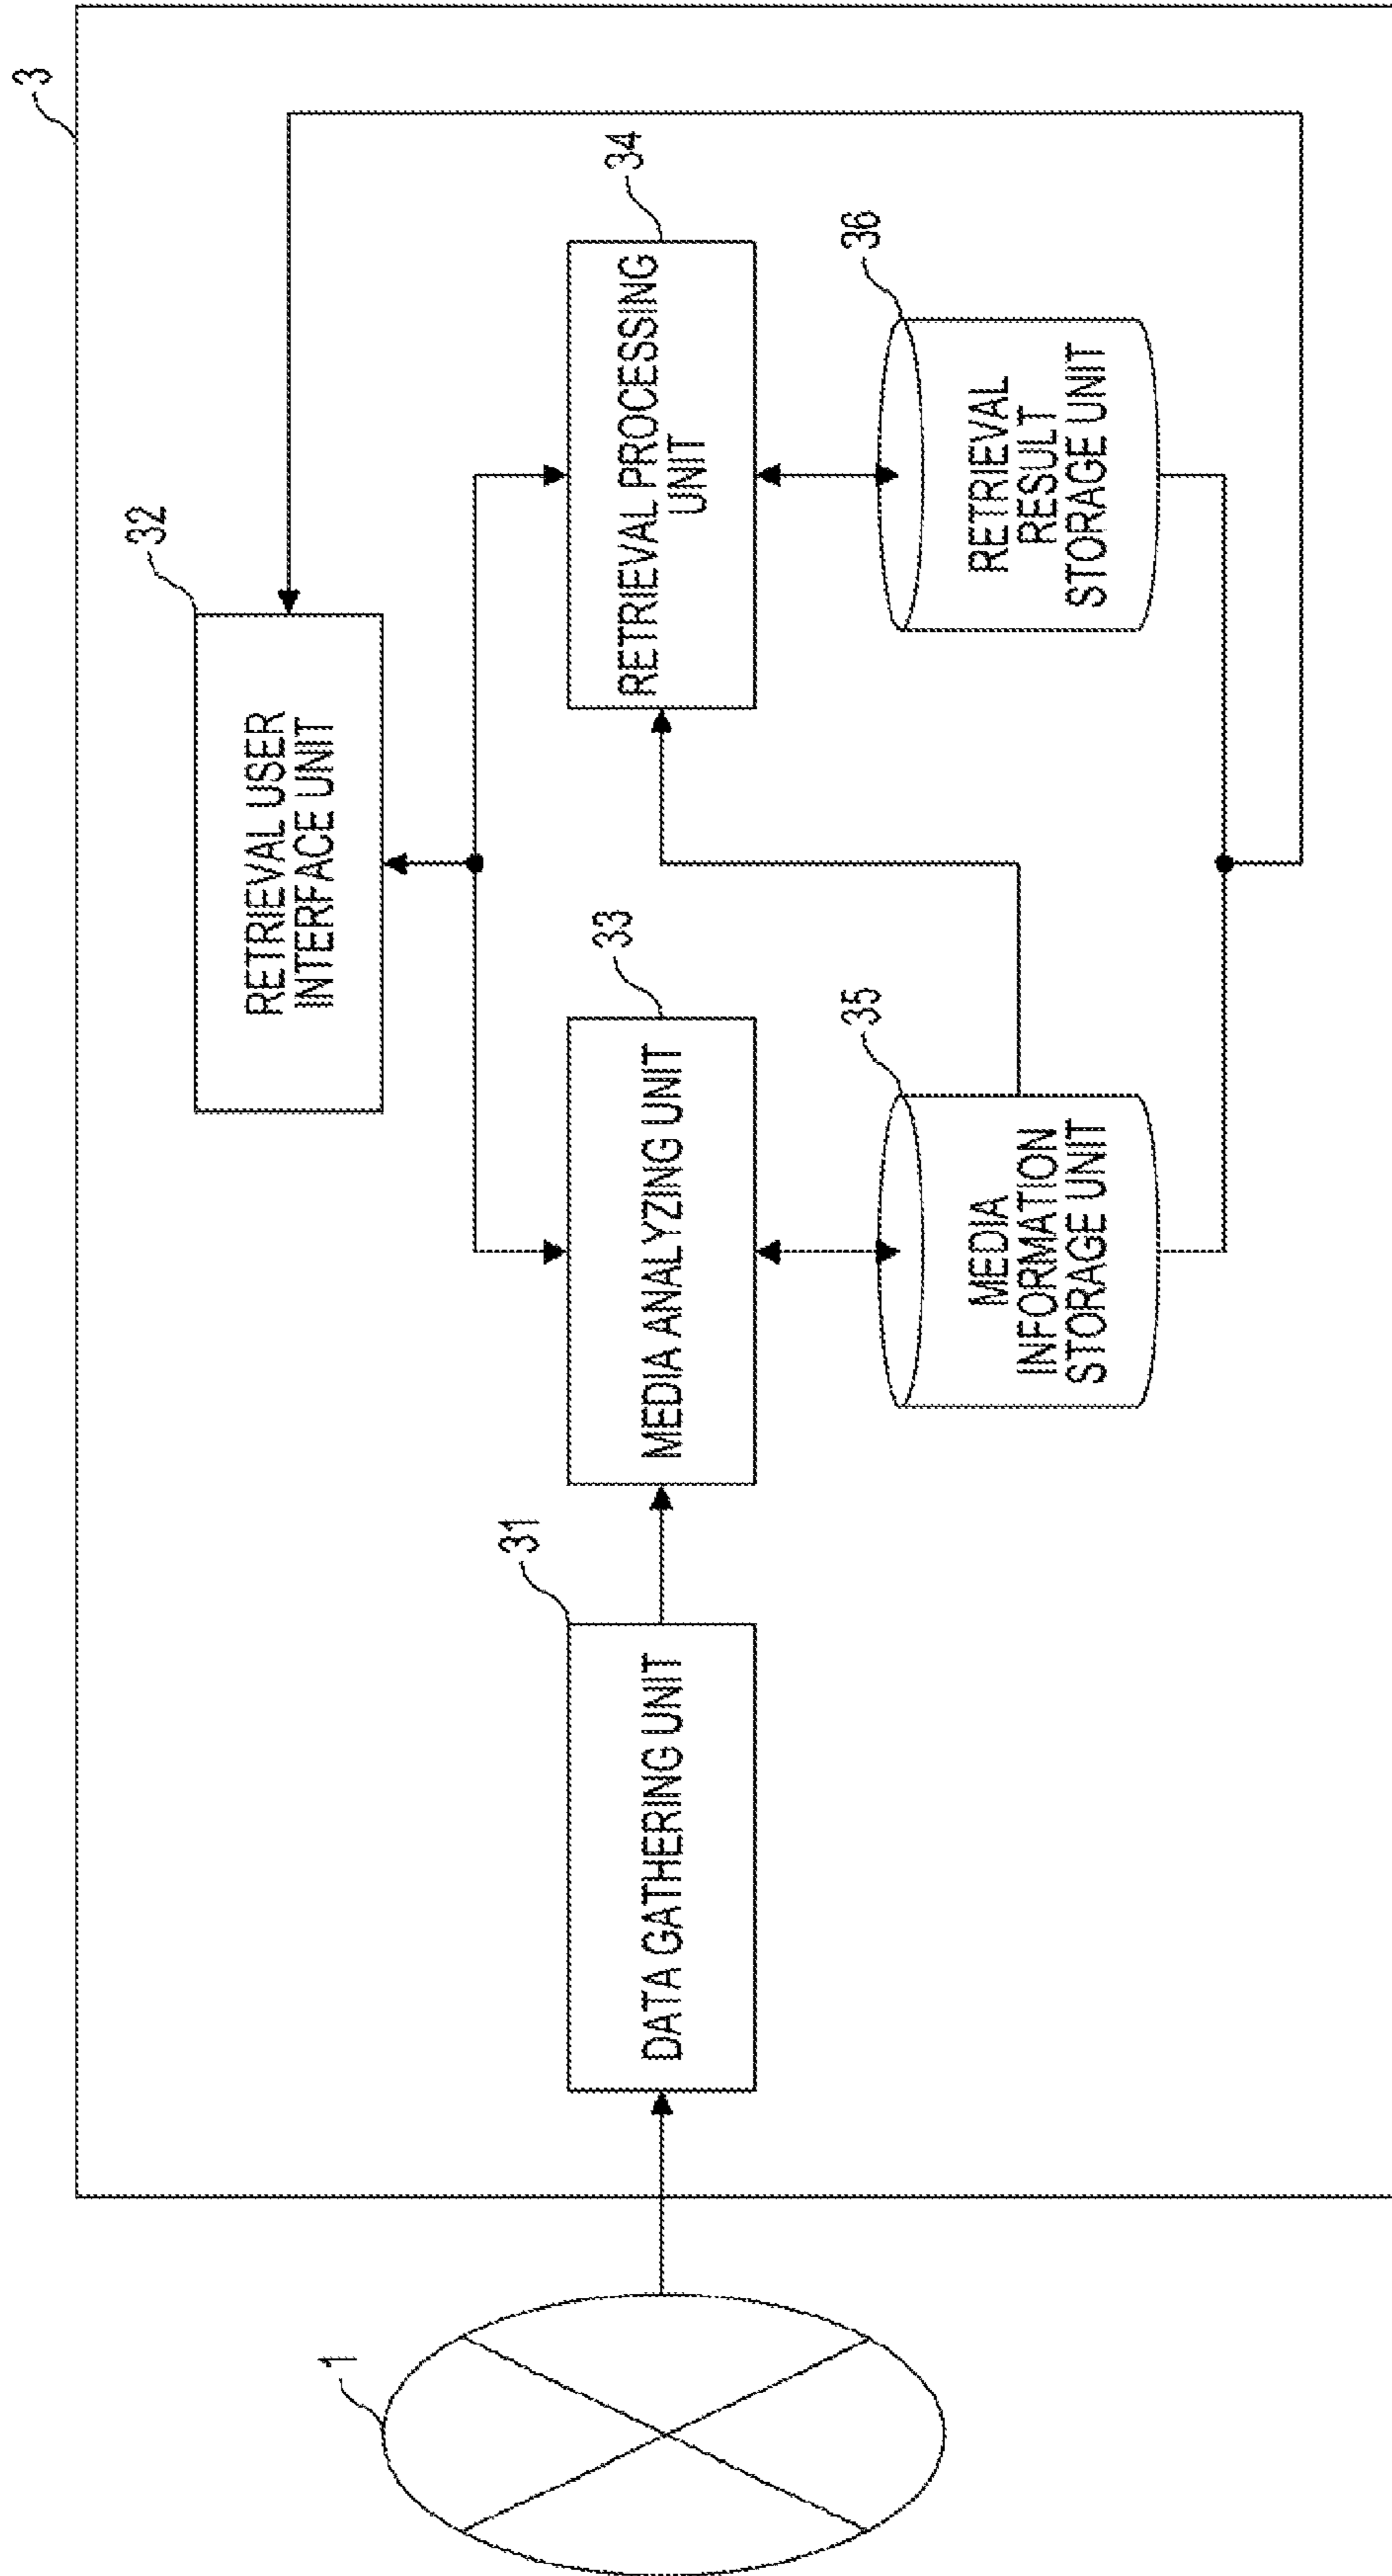 3
32
RETRIEVAL USER
INTERFACE UNIT
1
31
DATA GATHERING UNIT
33
MEDIA ANALYZING UNIT
34
RETRIEVAL PROCESSING
UNIT
35
MEDIA
INFORMATION
STORAGE UNIT
36
RETRIEVAL
RESULT
STORAGE UNIT